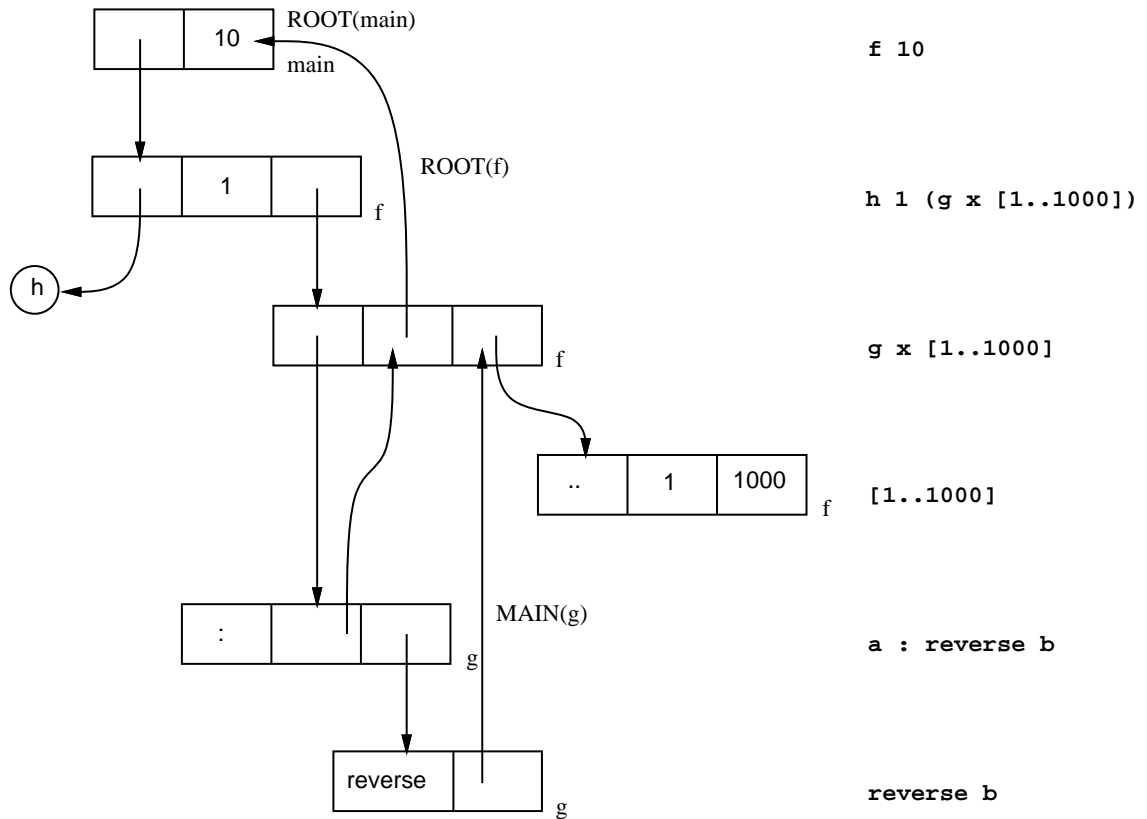 ROOT(main)
10
main
f 10
ROOT(f)
1
f
h 1 (g x [1..1000])
h
f
g x [1..1000]
.. 1 1000
f
[1..1000]
MAIN(g)
:
g
a : reverse b
reverse
g
reverse b